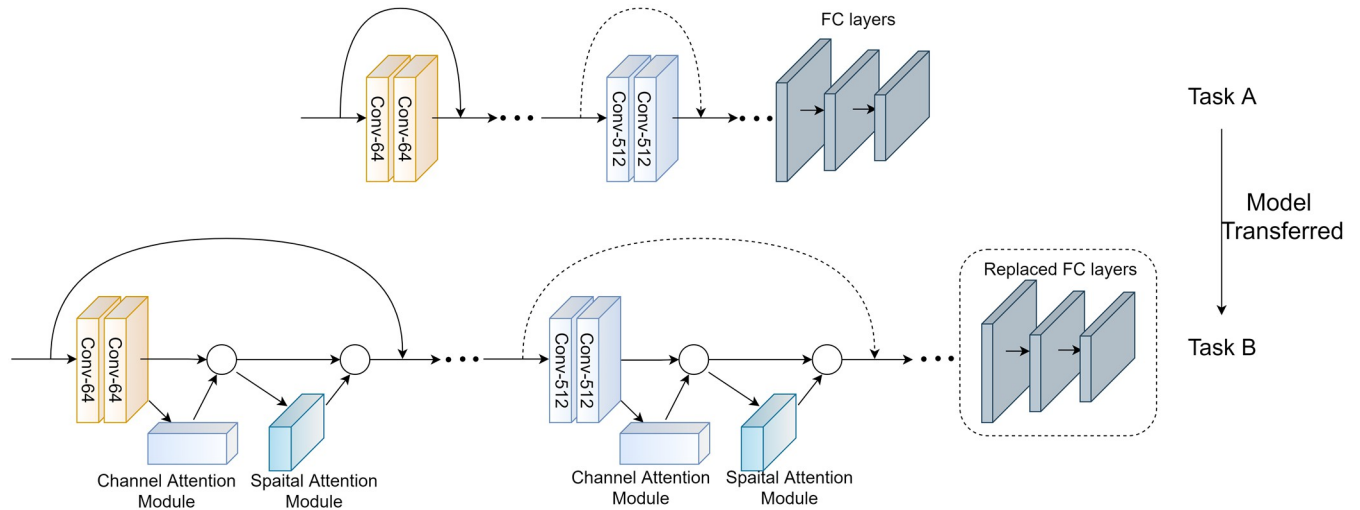 FC layers
Conv-64
Conv-64
Conv-512
Conv-512
Task A
Model
Transferred
Task B
Conv-64
Conv-64
Channel Attention
Module
Spaital Attention
Module
Conv-512
Conv-512
Channel Attention
Module
Spaital Attention
Module
Replaced FC layers